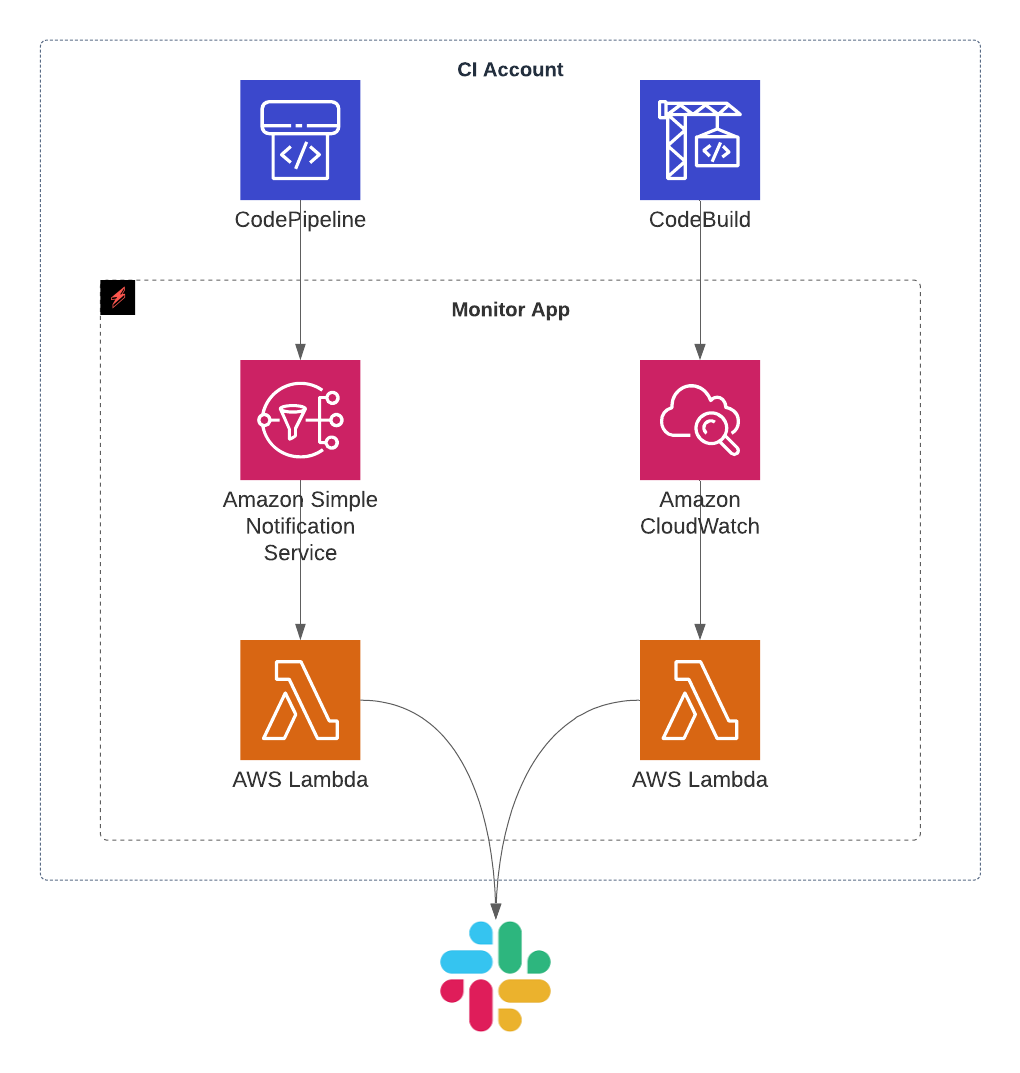 CI Account
CodePipeline
CodeBuild
Monitor App
Amazon Simple
Notification
Service
Amazon
CloudWatch
AWS Lambda
AWS Lambda